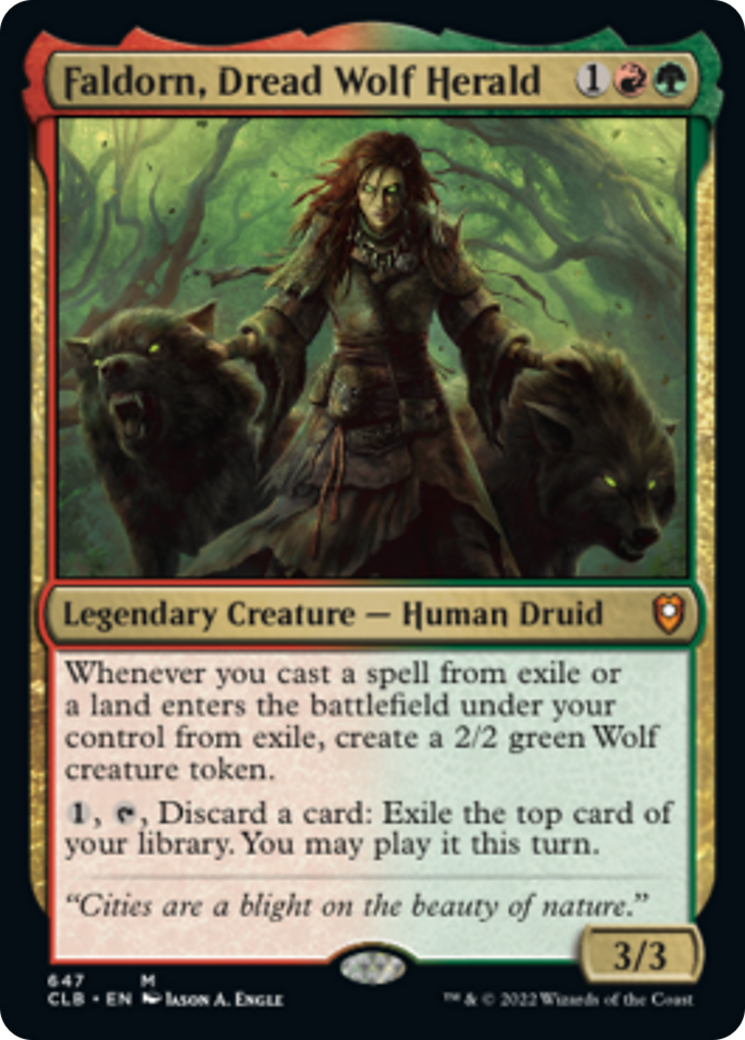 Faldorn, Dread Wolf Herald 1
Legendary Creature — Human Druid
Whenever you cast a spell from exile or
a land enters the battlefield under your
control from exile, create a 2/2 green Wolf
creature token.
1, , Discard a card: Exile the top card of
your library. You may play it this turn.
“Cities are a blight on the beauty of nature.”
3/3
647 M
CLB • EN Jason A. Engle
™ & © 2022 Wizards of the Coast